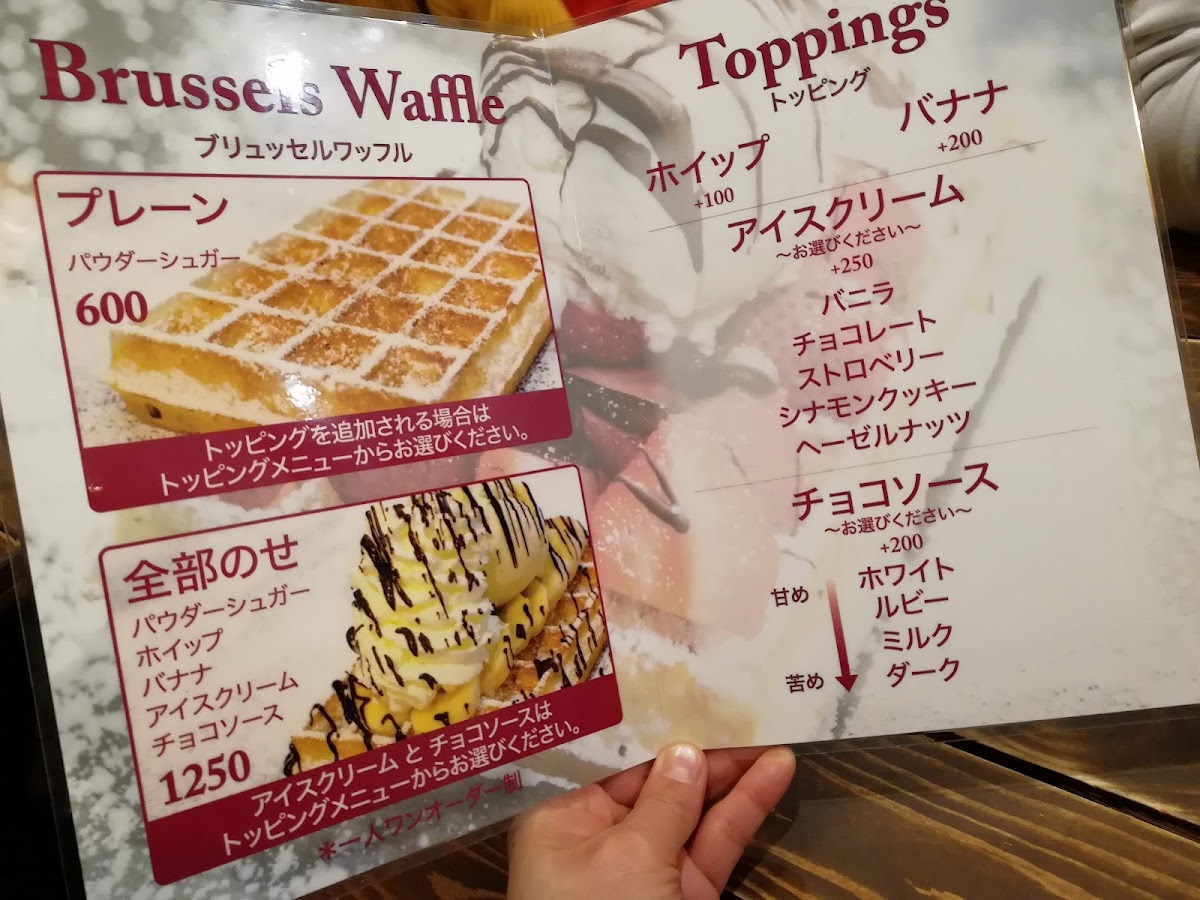 Brussels Waffle
ブリュッセルワッフル
プレーン
パウダーシュガー
600
トッピングを追加される場合は
トッピングメニューからお選びください。
全部のせ
パウダーシュガー
ホイップ
バナナ
アイスクリーム
チョコソース
1250
アイスクリーム と チョコソースは
トッピングメニューからお選びください。
＊一人ワンオーダー制
Toppings
トッピング
ホイップ
+100
バナナ
+200
アイスクリーム
～お選びください～
+250
バニラ
チョコレート
ストロベリー
シナモンクッキー
ヘーゼルナッツ
チョコソース
～お選びください～
+200
甘め
ホワイト
ルビー
ミルク
苦め
ダーク